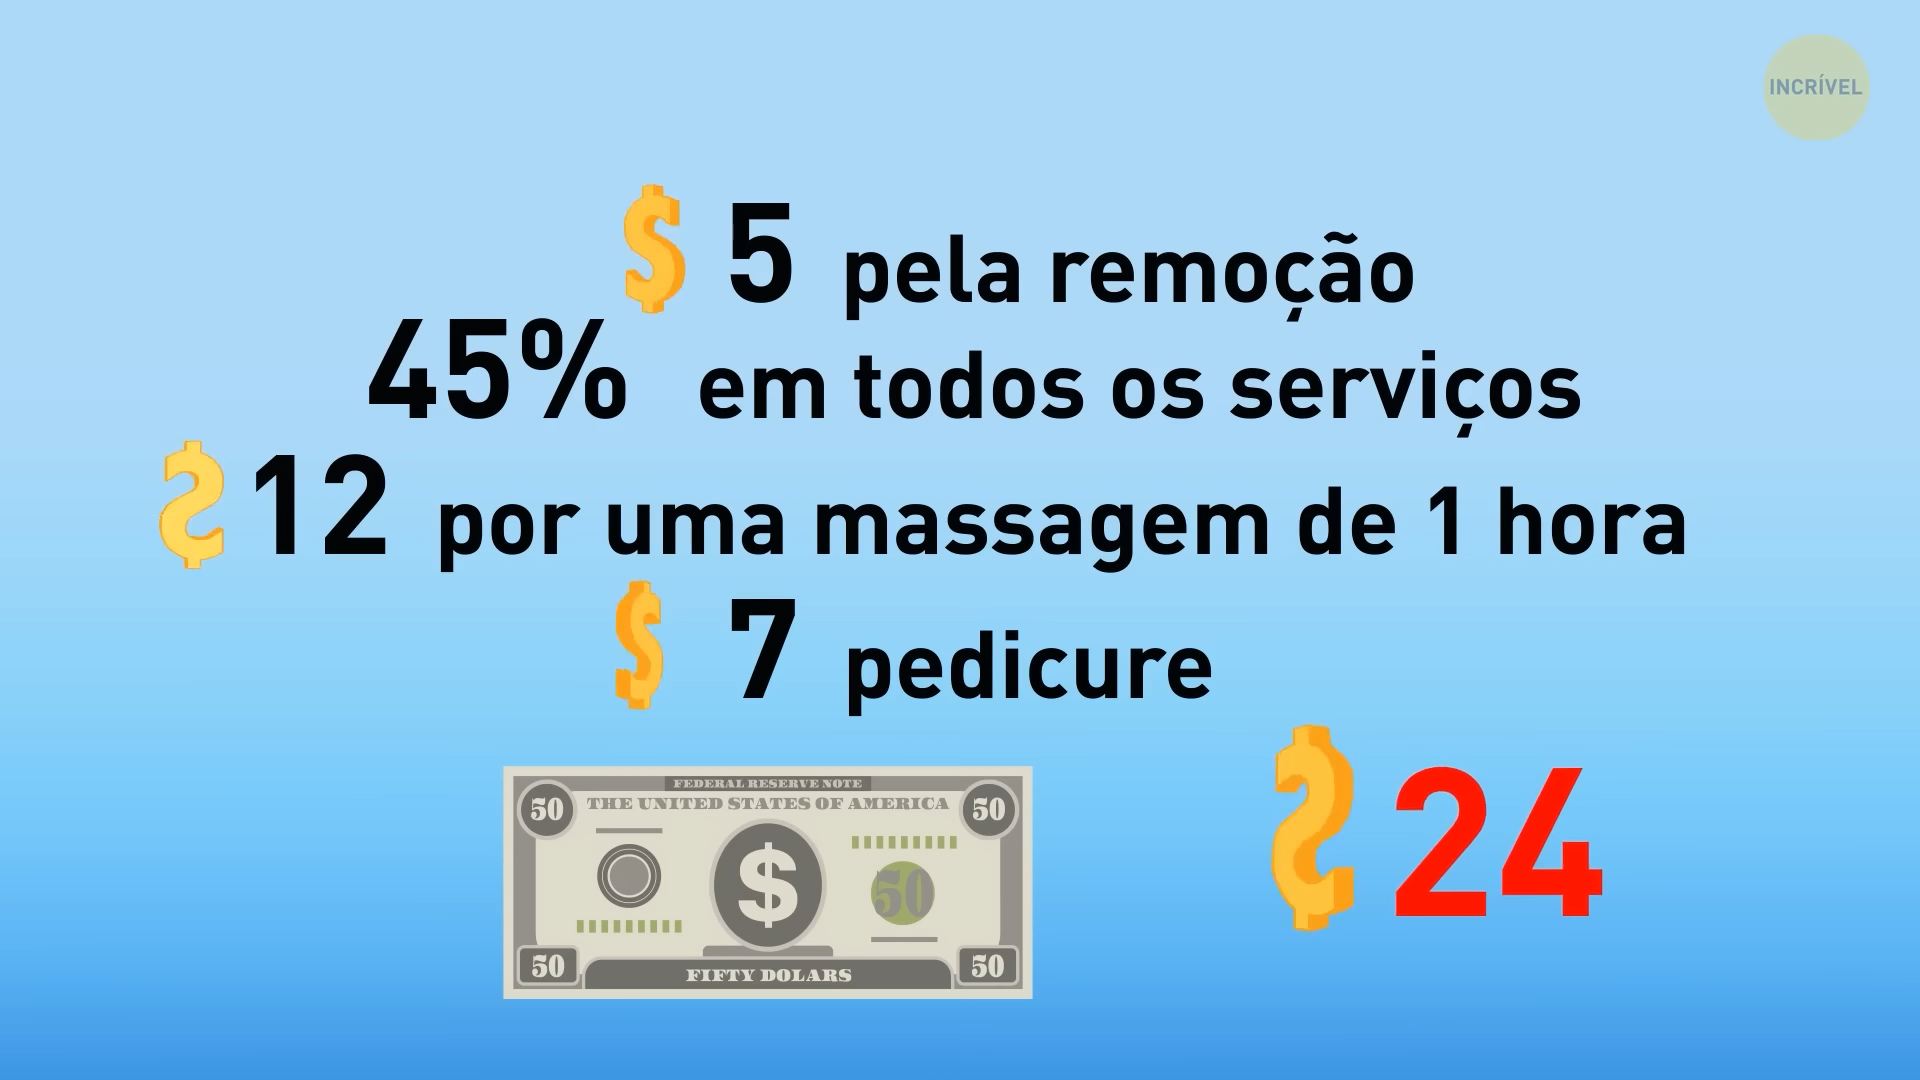 INCRÍVEL
$ 5 pela remoção
45% em todos os serviços
$ 12 por uma massagem de 1 hora
$ 7 pedicure
$ 24
FEDERAL RESERVE NOTE
50 THE UNITED STATES OF AMERICA 50
$
50
50 FIFTY DOLARS 50